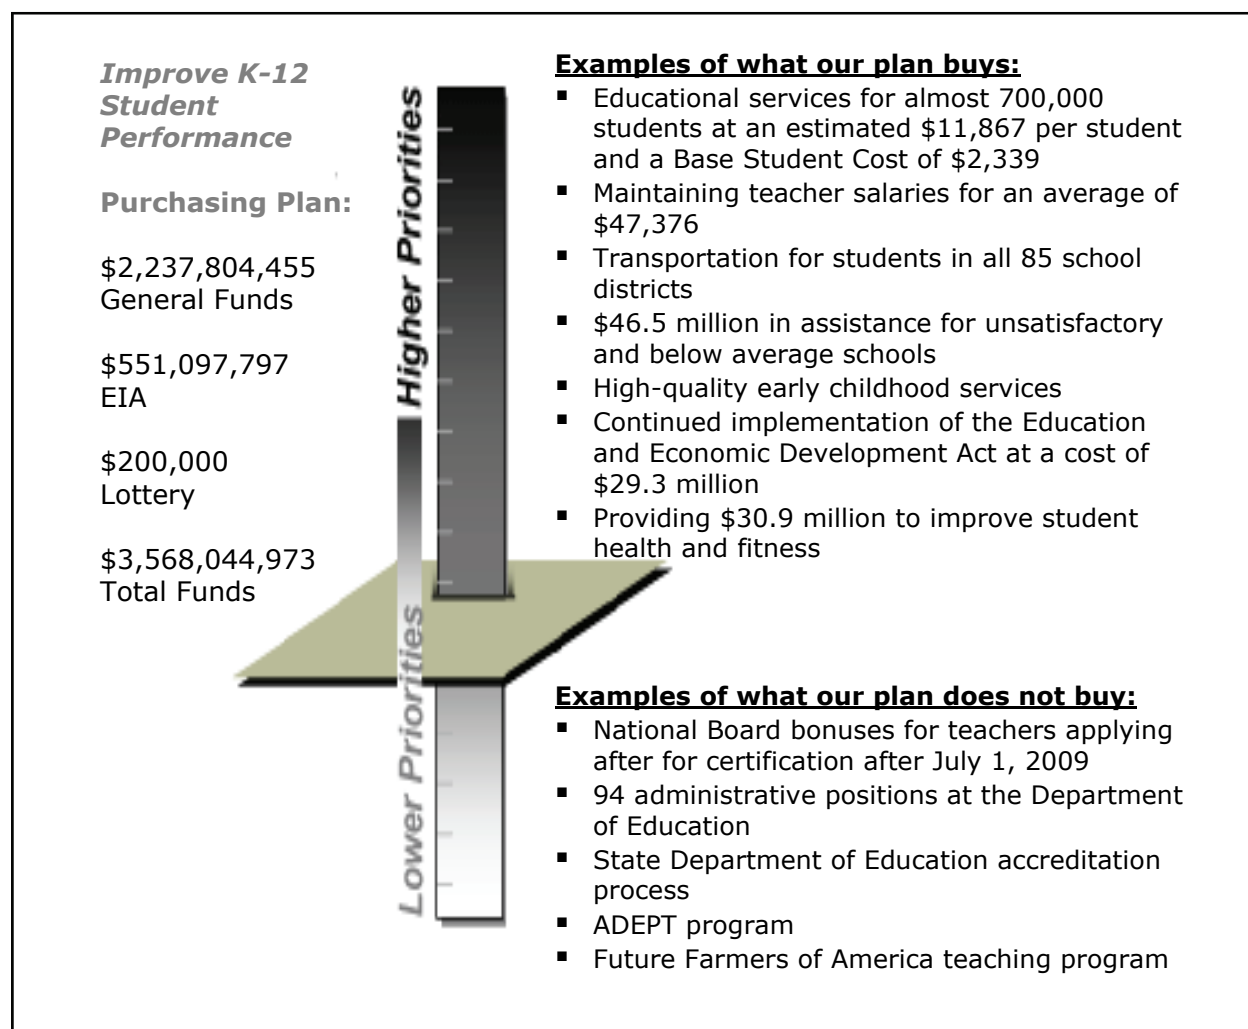 Improve K-12
Student
Performance
Purchasing Plan:
$2,237,804,455
General Funds
$551,097,797
EIA
$200,000
Lottery
$3,568,044,973
Total Funds
Higher Priorities
Lower Priorities
Examples of what our plan buys:
▪ Educational services for almost 700,000
students at an estimated $11,867 per student
and a Base Student Cost of $2,339
▪ Maintaining teacher salaries for an average of
$47,376
▪ Transportation for students in all 85 school
districts
▪ $46.5 million in assistance for unsatisfactory
and below average schools
▪ High-quality early childhood services
▪ Continued implementation of the Education
and Economic Development Act at a cost of
$29.3 million
▪ Providing $30.9 million to improve student
health and fitness
Examples of what our plan does not buy:
▪ National Board bonuses for teachers applying
after for certification after July 1, 2009
▪ 94 administrative positions at the Department
of Education
▪ State Department of Education accreditation
process
▪ ADEPT program
▪ Future Farmers of America teaching program